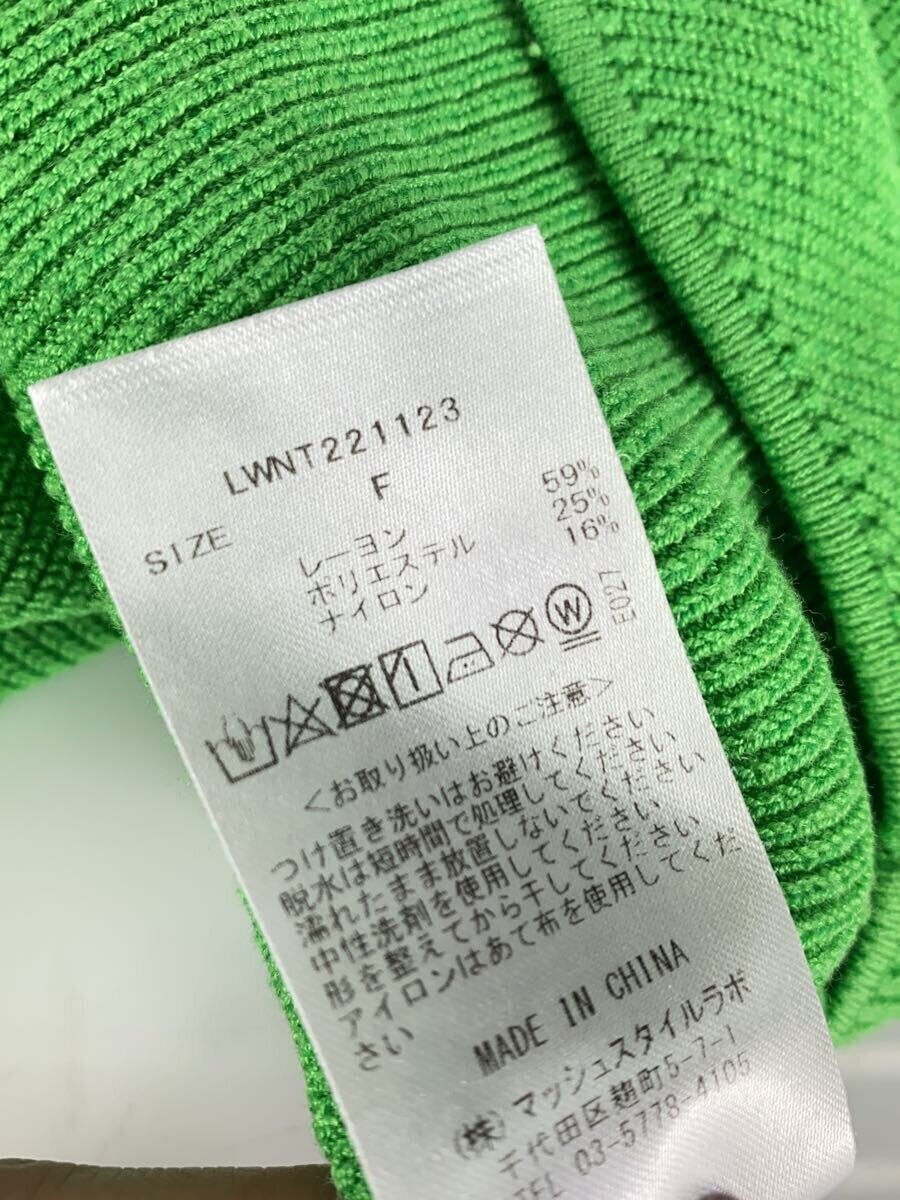 LWNT221123
SIZE F
レーヨン 59%
ポリエステル 25%
ナイロン 16%
W
E027
<お取り扱い上のご注意>
つけ置き洗いはお避けください
脱水は短時間で処理してください
濡れたまま放置しないでください
中性洗剤を使用してください
形を整えてから干してください
アイロンはあて布を使用してくだ
さい
MADE IN CHINA
(株)マッシュスタイルラボ
千代田区麹町5-7-1
TEL 03-5778-4105